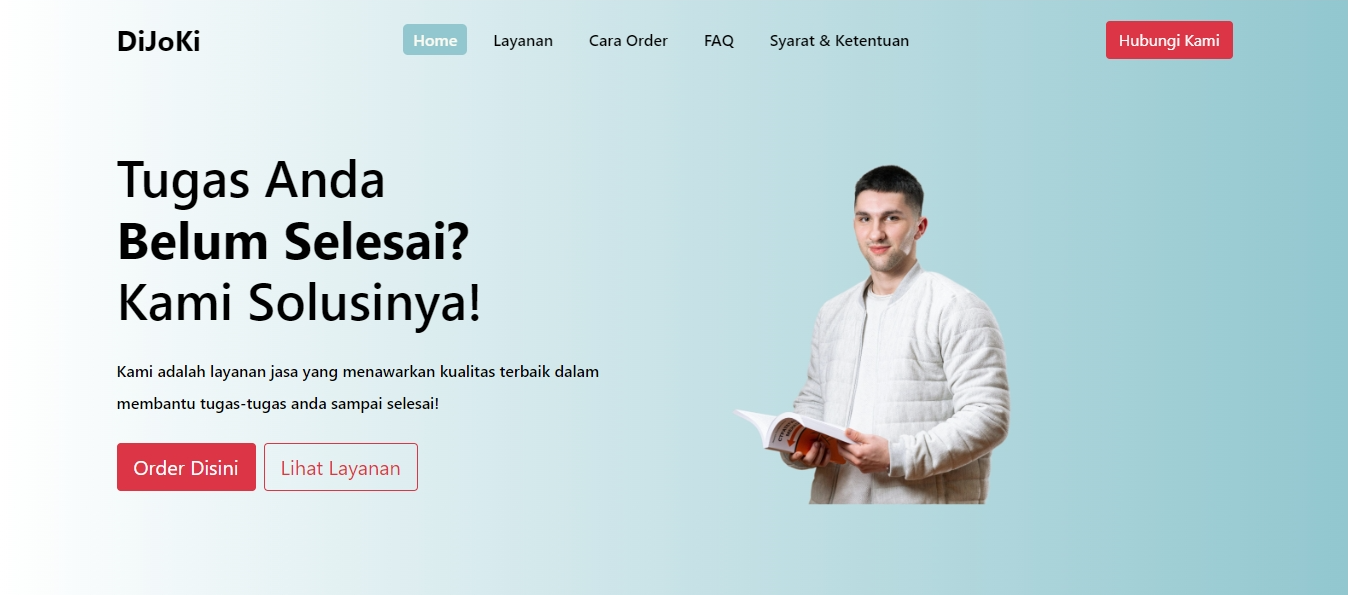 DiJoKi
Home
Layanan
Cara Order
FAQ
Syarat & Ketentuan
Hubungi Kami
Tugas Anda
Belum Selesai?
Kami Solusinya!
Kami adalah layanan jasa yang menawarkan kualitas terbaik dalam
membantu tugas-tugas anda sampai selesai!
Order Disini
Lihat Layanan